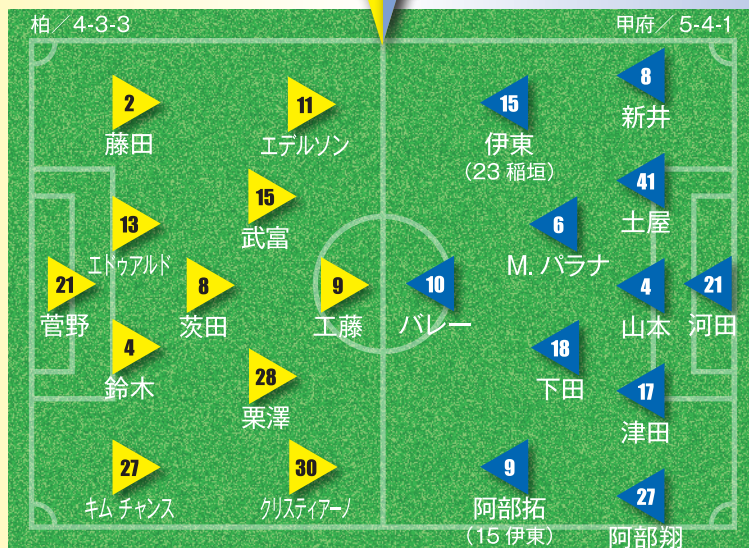 柏／4-3-3
甲府／5-4-1
2
藤田
11
エデルソン
15
伊東
(23 稲垣)
8
新井
13
エドゥアルド
15
武富
6
M. パラナ
41
土屋
21
菅野
8
茨田
9
工藤
10
バレー
4
山本
21
河田
4
鈴木
28
栗澤
18
下田
17
津田
27
キム チャンス
30
クリスティアーノ
9
阿部拓
(15 伊東)
27
阿部翔